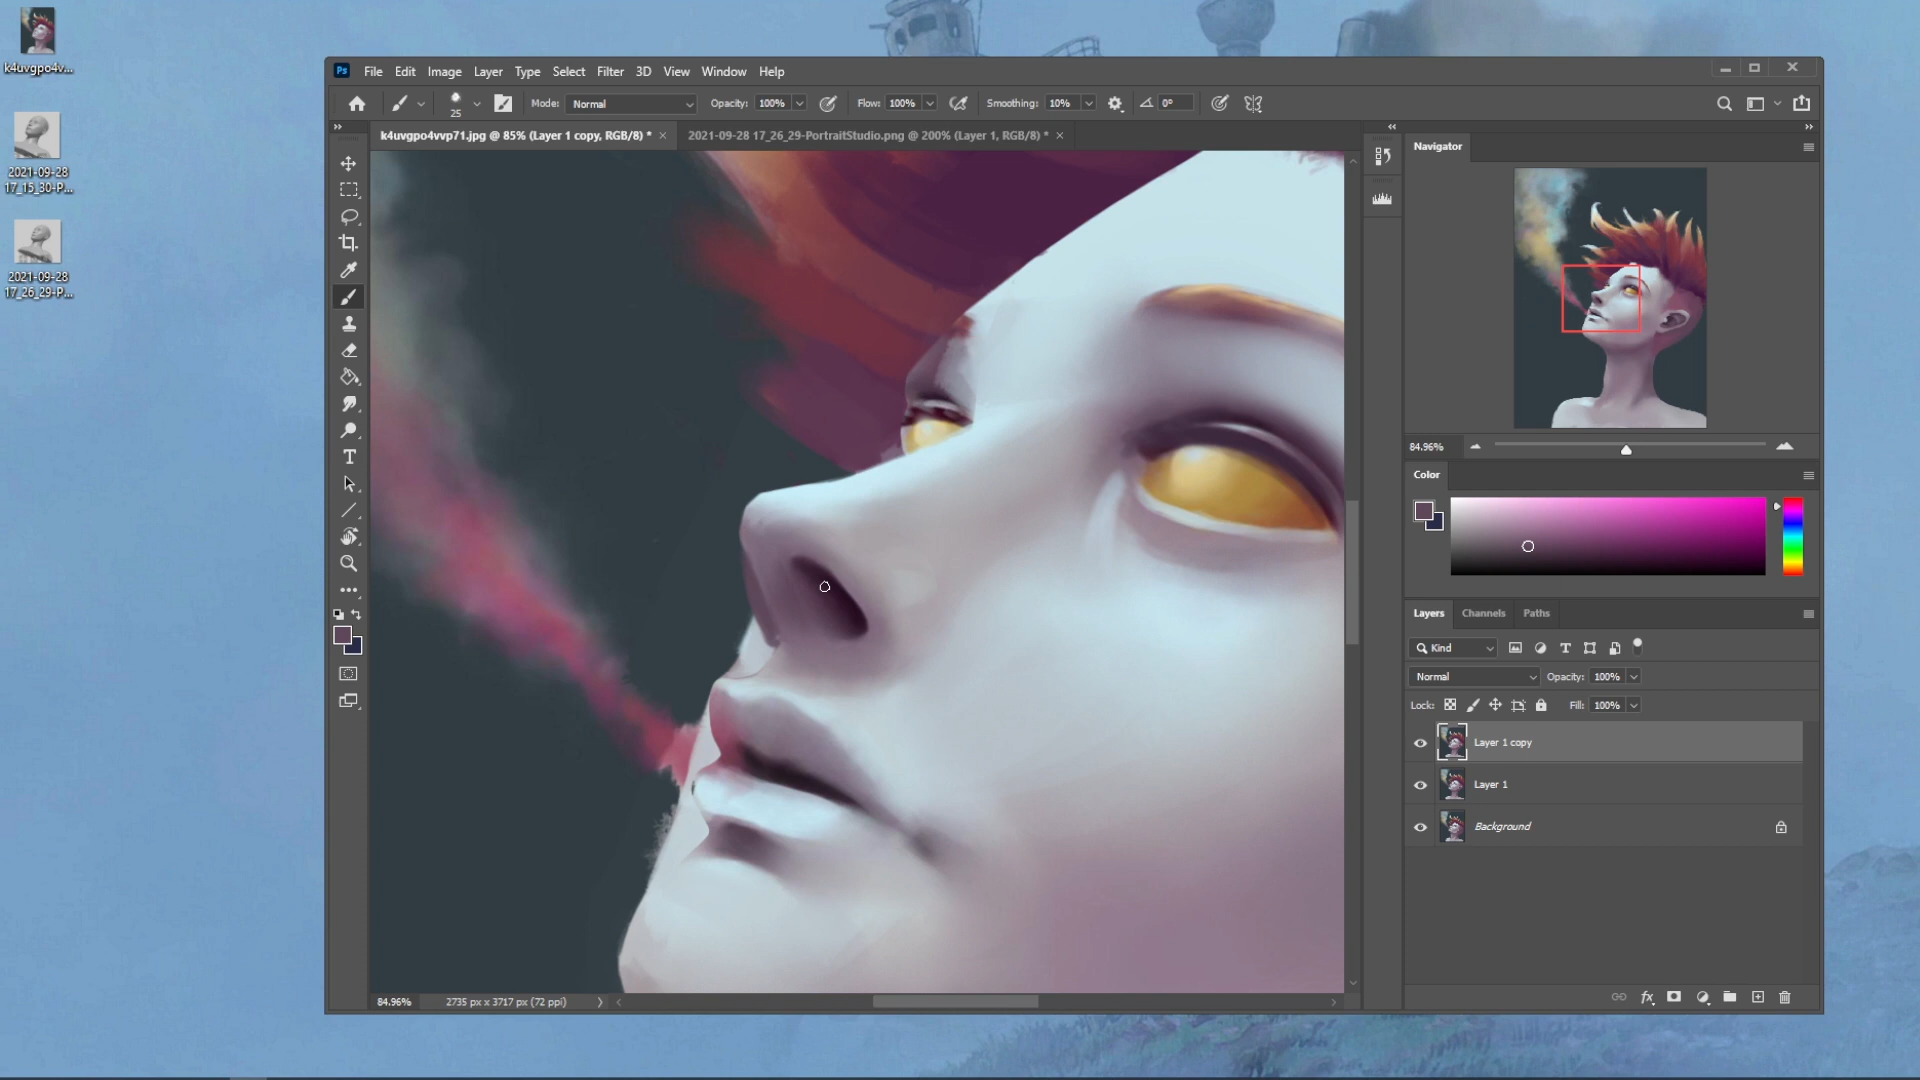 k4uvgpo4v...
2021-09-28
17_15_30-P...
2021-09-28
17_26_29-P...
Ps File Edit Image Layer Type Select Filter 3D View Window Help
25 Mode: Normal Opacity: 100% Flow: 100% Smoothing: 10% 0°
k4uvgpo4vvp71.jpg @ 85% (Layer 1 copy, RGB/8) * 2021-09-28 17_26_29-PortraitStudio.png @ 200% (Layer 1, RGB/8) *
Navigator
84.96%
Color
Layers Channels Paths
Kind
Normal Opacity: 100%
Lock: Fill: 100%
Layer 1 copy
Layer 1
Background
fx
84.96% 2735 px x 3717 px (72 ppi)